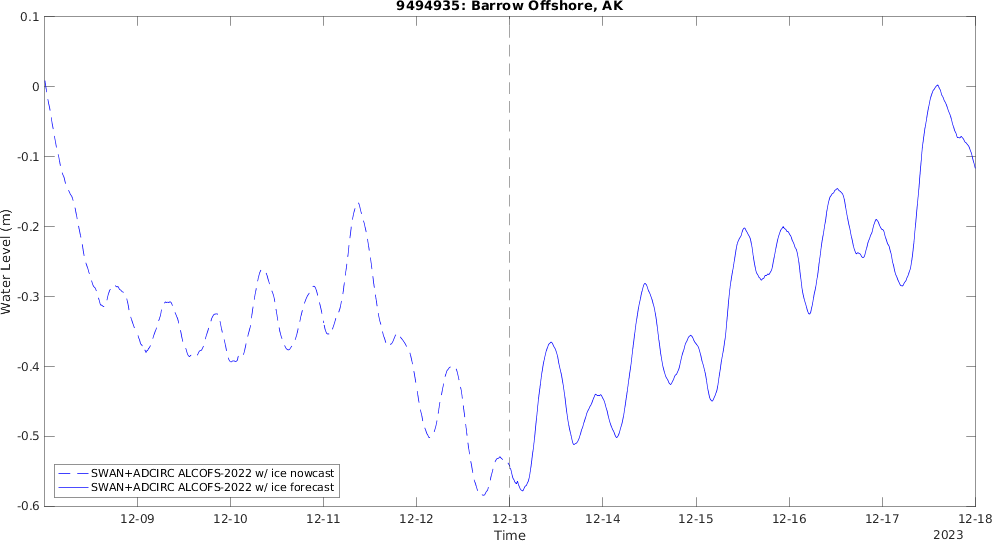 9494935: Barrow Offshore, AK
0.1
0
-0.1
-0.2
-0.3
-0.4
-0.5
-0.6
Water Level (m)
SWAN+ADCIRC ALCOFS-2022 w/ ice nowcast
SWAN+ADCIRC ALCOFS-2022 w/ ice forecast
12-09 12-10 12-11 12-12 12-13 12-14 12-15 12-16 12-17 12-18
Time
2023